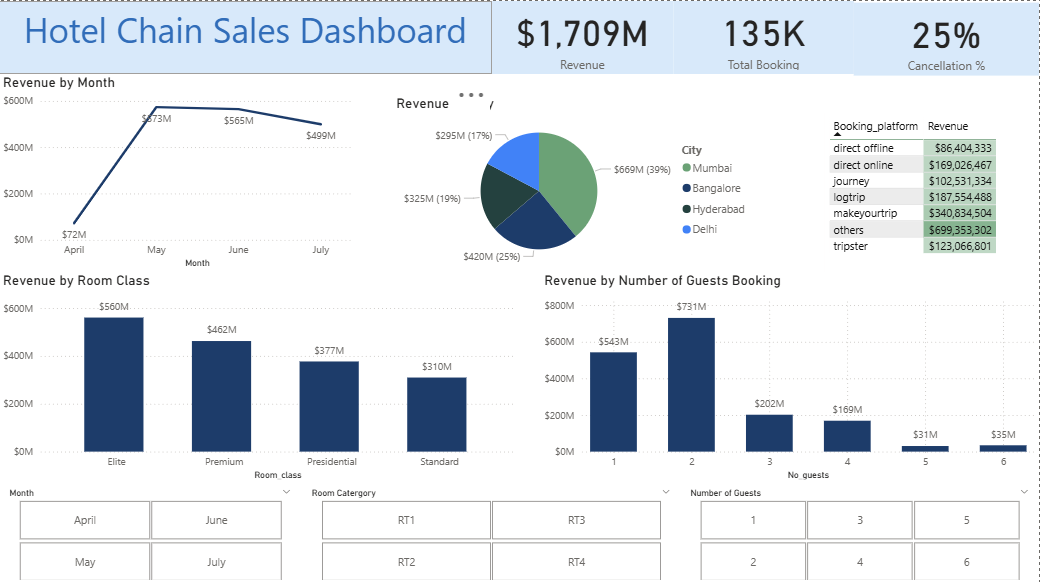 Hotel Chain Sales Dashboard
$1,709M
Revenue
135K
Total Booking
25%
Cancellation %
Revenue by Month
$600M
$400M
$200M
$0M
$72M
$573M
$565M
$499M
April
May
June
July
Month
Revenue
$295M (17%)
$669M (39%)
$325M (19%)
$420M (25%)
City
Mumbai
Bangalore
Hyderabad
Delhi
Booking_platform Revenue
direct offline $86,404,333
direct online $169,026,467
journey $102,531,334
logtrip $187,554,488
makeyourtrip $340,834,504
others $699,353,302
tripster $123,066,801
Revenue by Room Class
$600M
$400M
$200M
$0M
$560M
$462M
$377M
$310M
Elite
Premium
Presidential
Standard
Room_class
Revenue by Number of Guests Booking
$800M
$600M
$400M
$200M
$0M
$543M
$731M
$202M
$169M
$31M
$35M
1
2
3
4
5
6
No_guests
Month
April
June
May
July
Room Catergory
RT1
RT3
RT2
RT4
Number of Guests
1
3
5
2
4
6